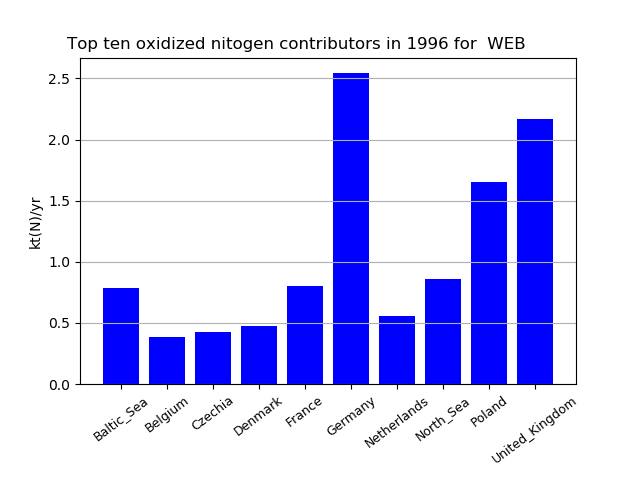 Top ten oxidized nitogen contributors in 1996 for  WEB
kt(N)/yr
2.5
2.0
1.5
1.0
0.5
0.0
Baltic_Sea
Belgium
Czechia
Denmark
France
Germany
Netherlands
North_Sea
Poland
United_Kingdom